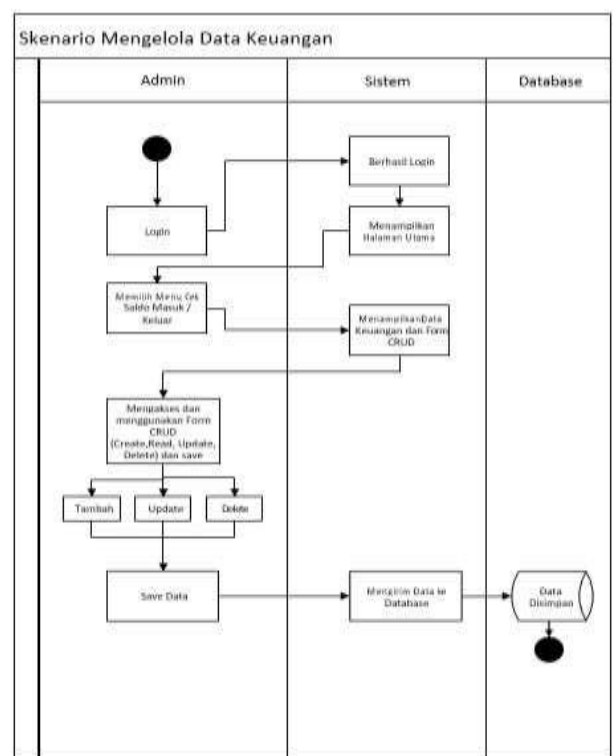 Skenario Mengelola Data Keuangan
Admin
Sistem
Database
Berhasil Login
Login
Menampilkan
Halaman Utama
Memilih Menu Cek
Saldo Masuk /
Keluar
Menampilkan Data
Keuangan dan Form
CRUD
Mengakses dan
menggunakan Form
CRUD
(Create,Read, Update,
Delete) dan save
Tambah
Update
Delete
Save Data
Mengirim Data ke
Database
Data
Disimpan